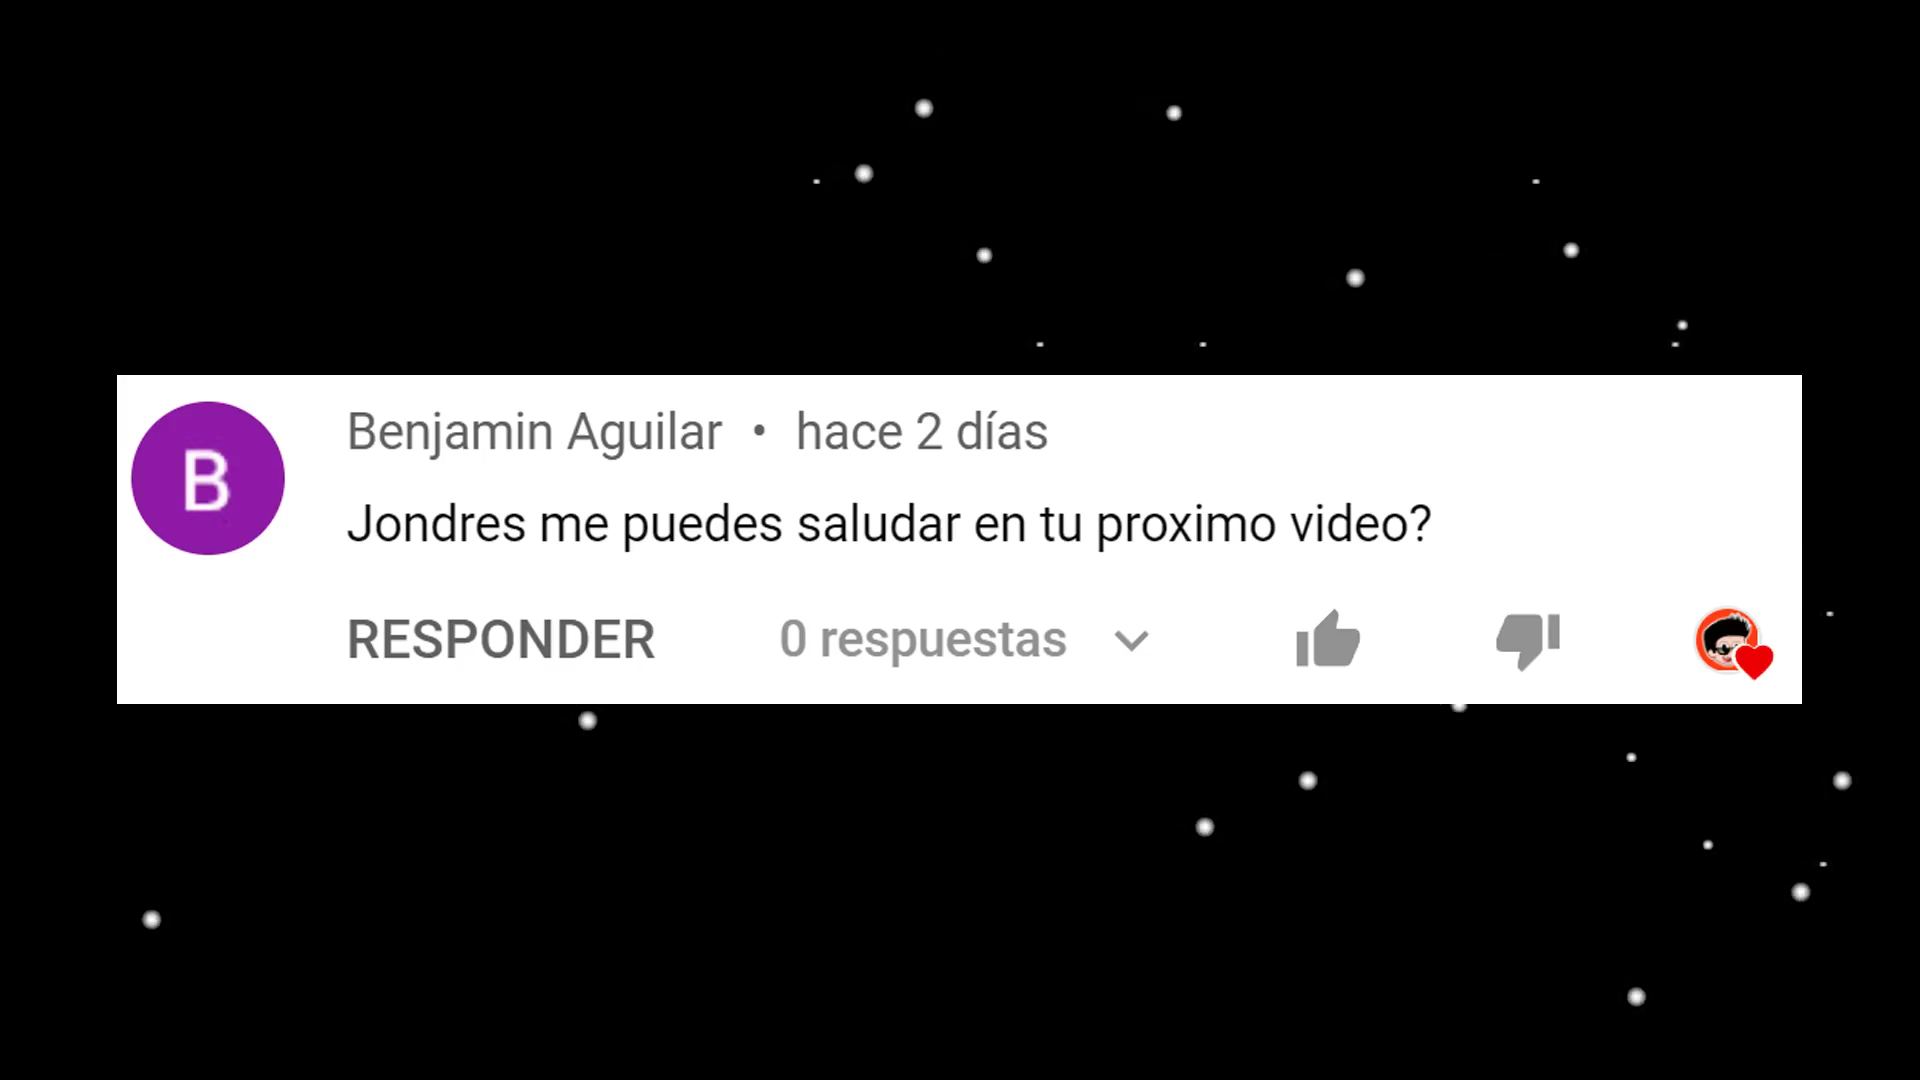 B
Benjamin Aguilar • hace 2 días
Jondres me puedes saludar en tu proximo video?
RESPONDER 0 respuestas